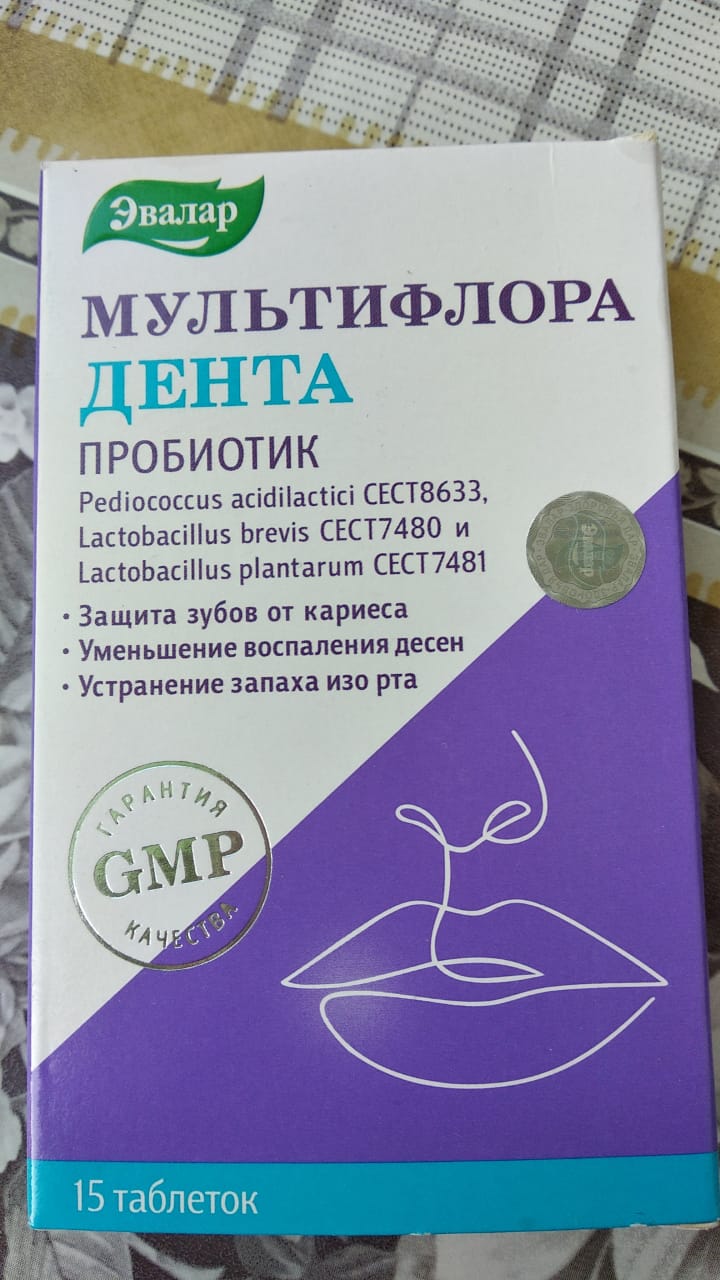 Эвалар
МУЛЬТИФЛОРА
ДЕНТА
ПРОБИОТИК
Pediococcus acidilactici CECT8633,
Lactobacillus brevis CECT7480 и
Lactobacillus plantarum CECT7481
• Защита зубов от кариеса
• Уменьшение воспаления десен
• Устранение запаха изо рта
ГАРАНТИЯ
GMP
КАЧЕСТВА
15 таблеток